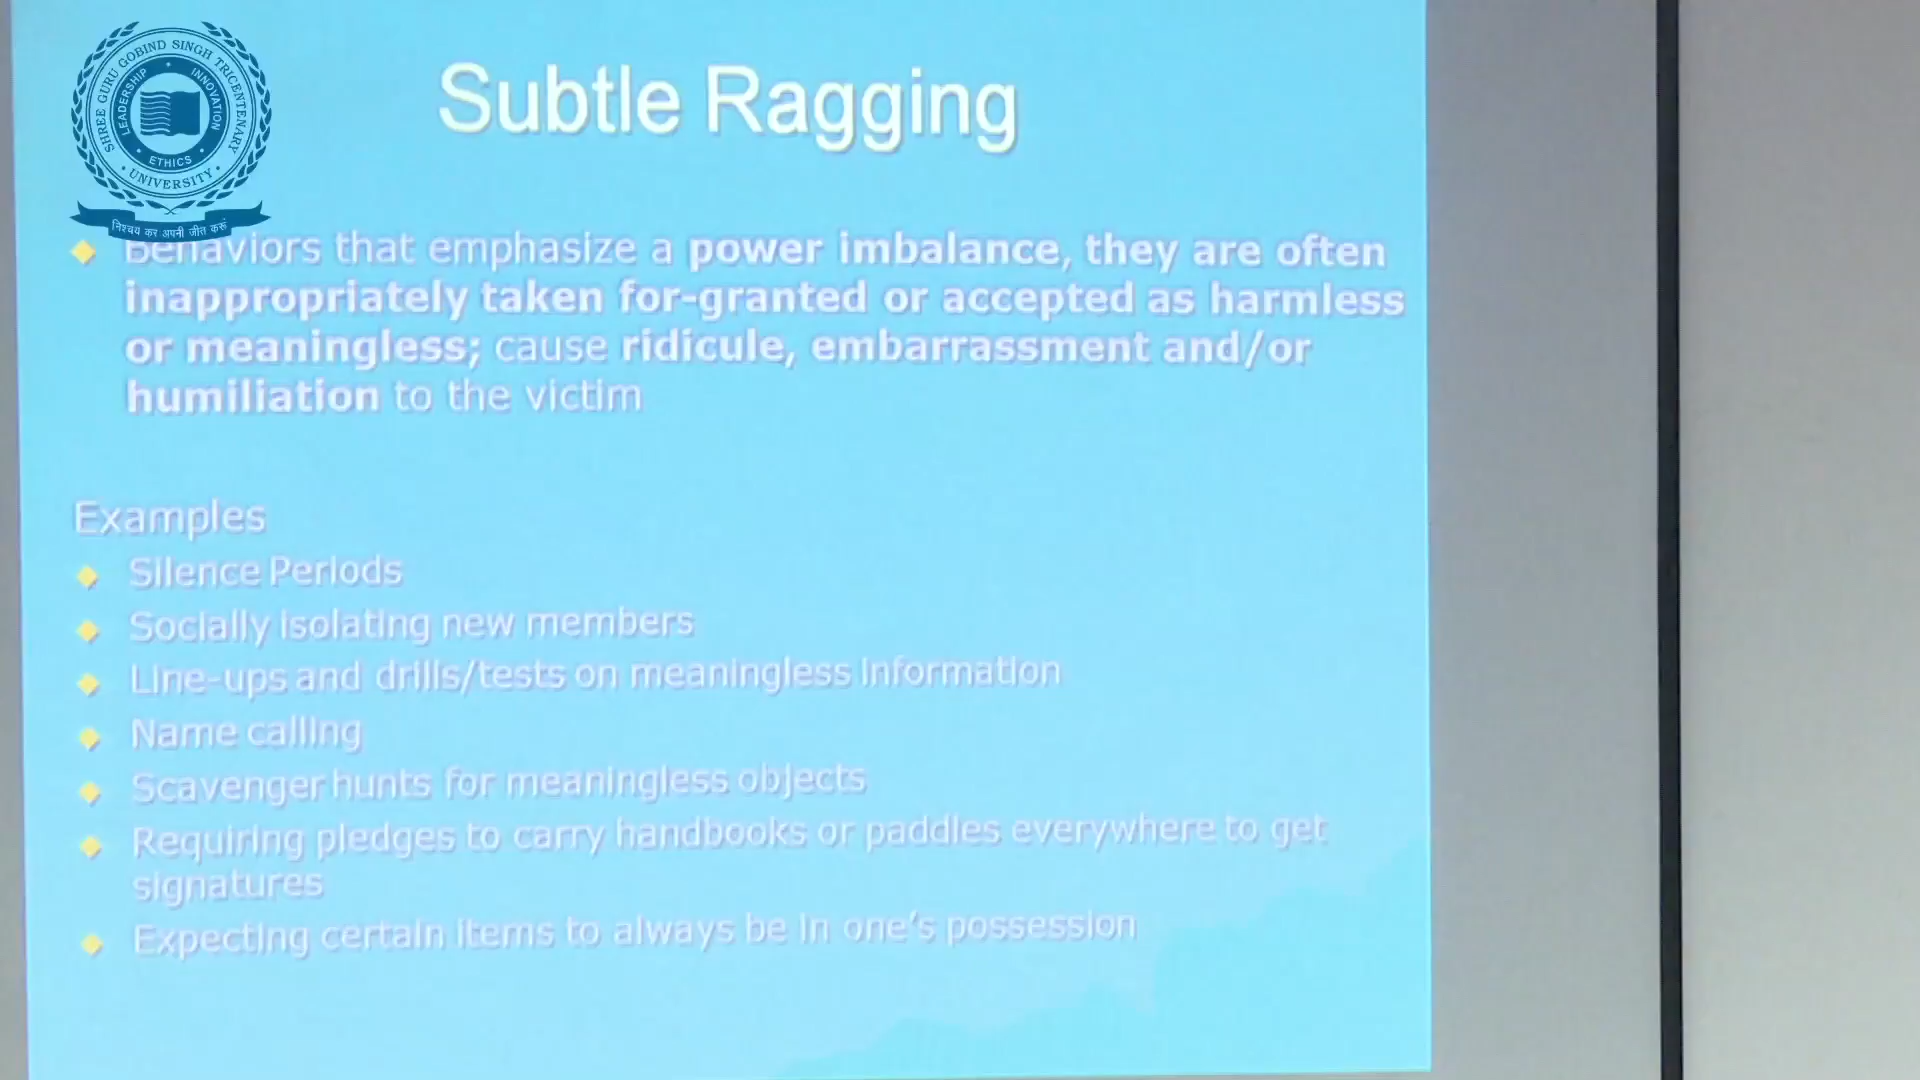 SHREE GURU GOBIND SINGH TRICENTENARY
LEADERSHIP • INNOVATION
• ETHICS •
• UNIVERSITY •
निश्चय कर अपनी जीत करूं
Subtle Ragging
Behaviors that emphasize a power imbalance, they are often
inappropriately taken for-granted or accepted as harmless
or meaningless; cause ridicule, embarrassment and/or
humiliation to the victim
Examples
Silence Periods
Socially isolating new members
Line-ups and drills/tests on meaningless information
Name calling
Scavenger hunts for meaningless objects
Requiring pledges to carry handbooks or paddles everywhere to get
signatures
Expecting certain items to always be in one's possession